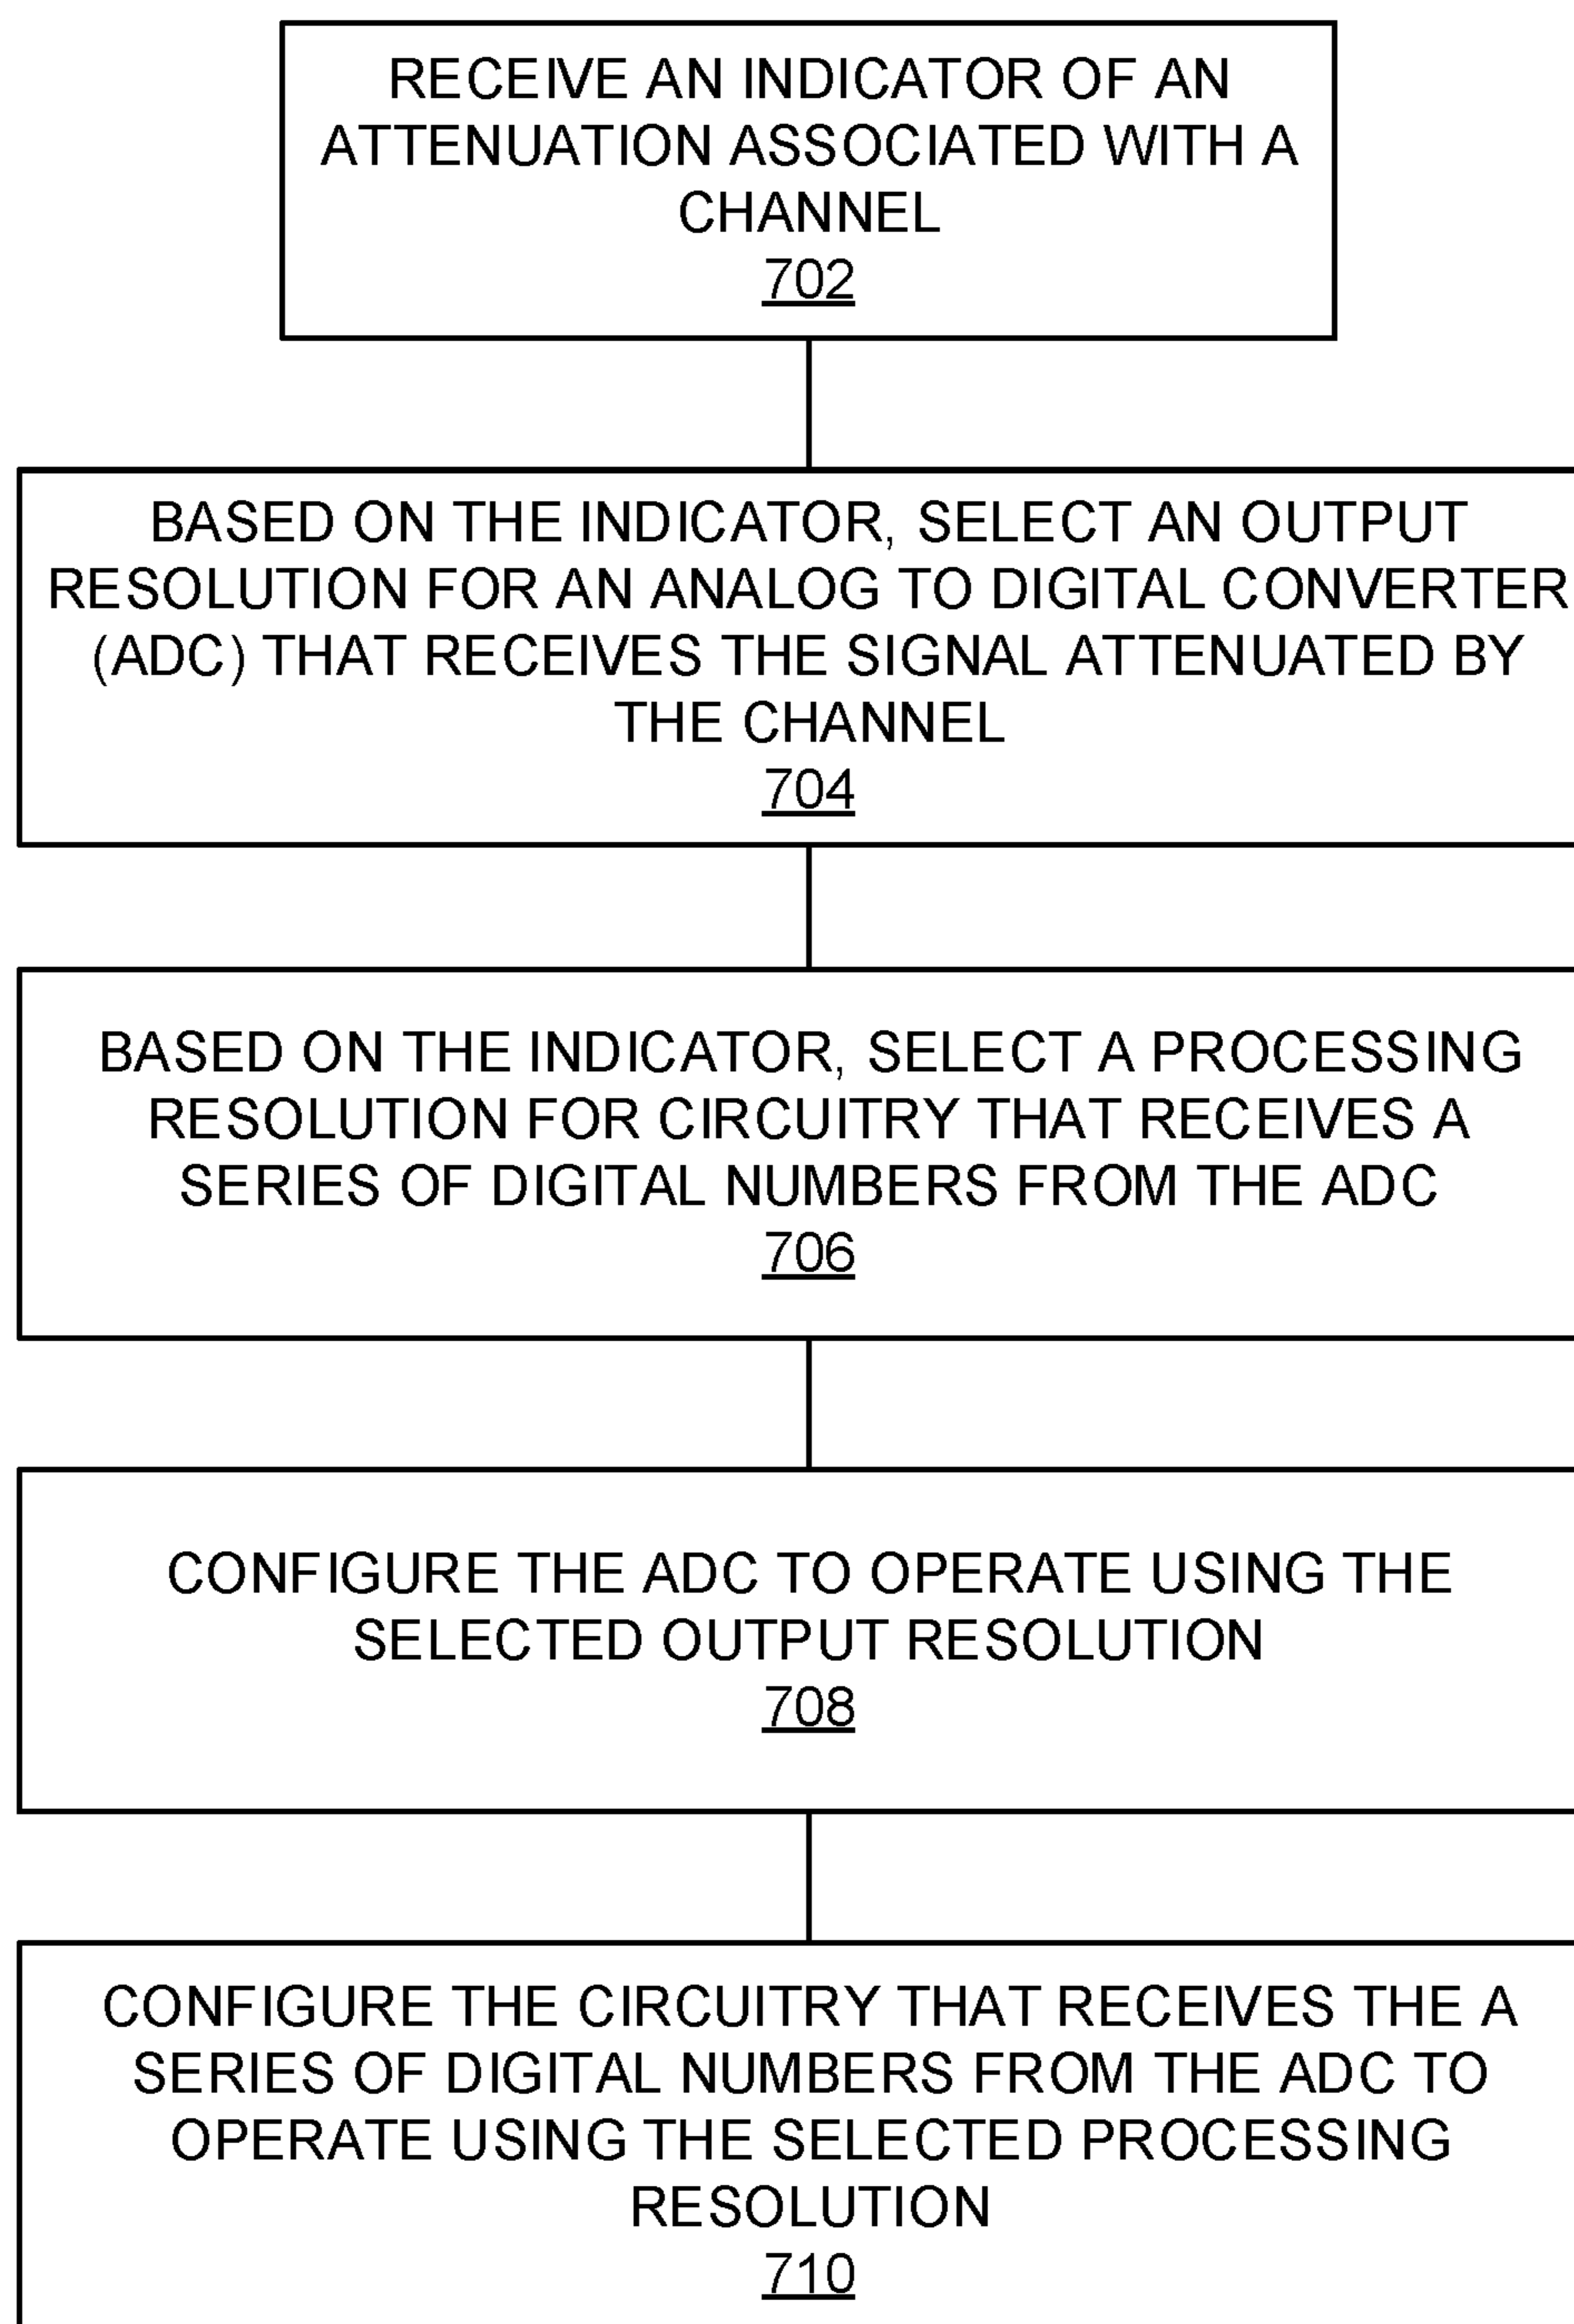 RECEIVE AN INDICATOR OF AN
ATTENUATION ASSOCIATED WITH A
CHANNEL
702
BASED ON THE INDICATOR, SELECT AN OUTPUT
RESOLUTION FOR AN ANALOG TO DIGITAL CONVERTER
(ADC) THAT RECEIVES THE SIGNAL ATTENUATED BY
THE CHANNEL
704
BASED ON THE INDICATOR, SELECT A PROCESSING
RESOLUTION FOR CIRCUITRY THAT RECEIVES A
SERIES OF DIGITAL NUMBERS FROM THE ADC
706
CONFIGURE THE ADC TO OPERATE USING THE
SELECTED OUTPUT RESOLUTION
708
CONFIGURE THE CIRCUITRY THAT RECEIVES THE A
SERIES OF DIGITAL NUMBERS FROM THE ADC TO
OPERATE USING THE SELECTED PROCESSING
RESOLUTION
710